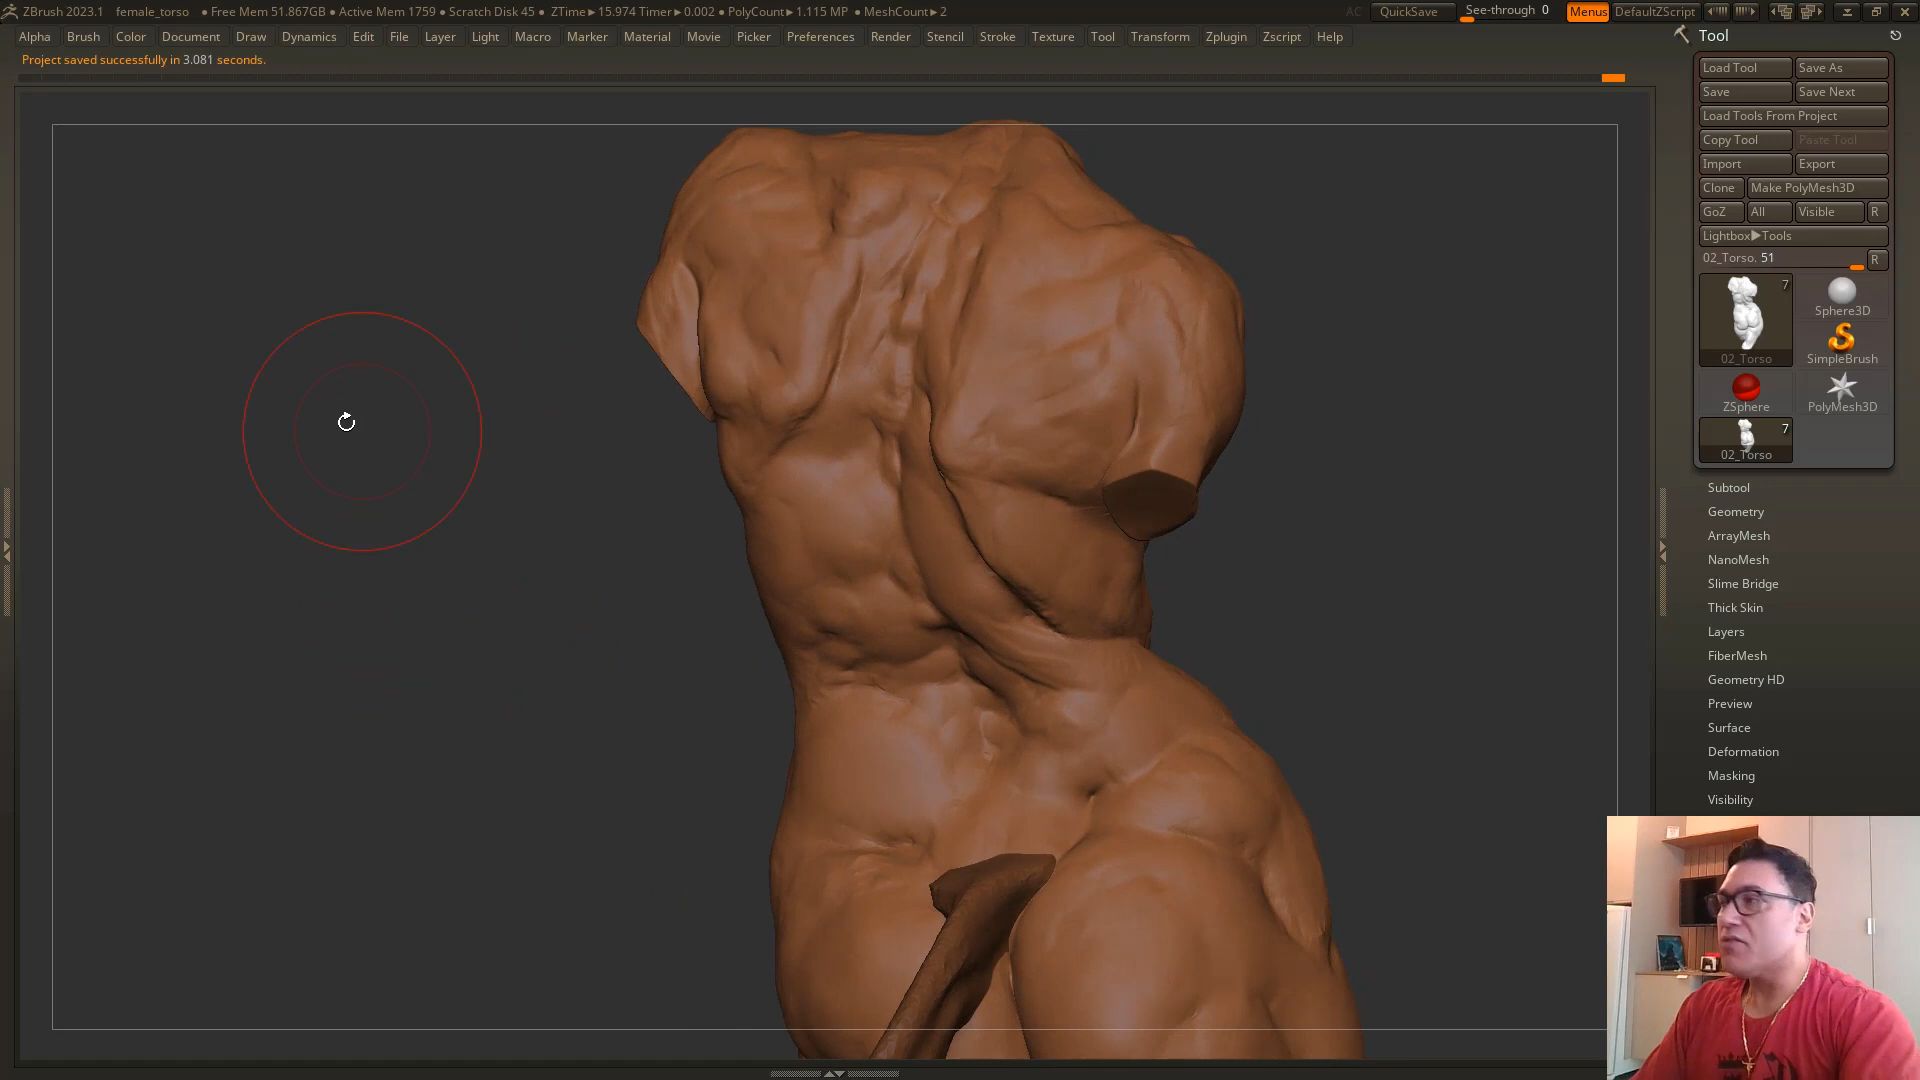 ZBrush 2023.1 female_torso ● Free Mem 51.867GB ● Active Mem 1759 ● Scratch Disk 45 ● ZTime►15.974 Timer►0.002 ● PolyCount►1.115 MP ● MeshCount►2 AC QuickSave See-through 0 Menus DefaultZScript
Alpha Brush Color Document Draw Dynamics Edit File Layer Light Macro Marker Material Movie Picker Preferences Render Stencil Stroke Texture Tool Transform Zplugin Zscript Help
Project saved successfully in 3.081 seconds.
Tool
Load Tool Save As
Save Save Next
Load Tools From Project
Copy Tool Paste Tool
Import Export
Clone Make PolyMesh3D
GoZ All Visible R
Lightbox►Tools
02_Torso. 51 R
7
Sphere3D
02_Torso SimpleBrush
ZSphere PolyMesh3D
7
02_Torso
Subtool
Geometry
ArrayMesh
NanoMesh
Slime Bridge
Thick Skin
Layers
FiberMesh
Geometry HD
Preview
Surface
Deformation
Masking
Visibility